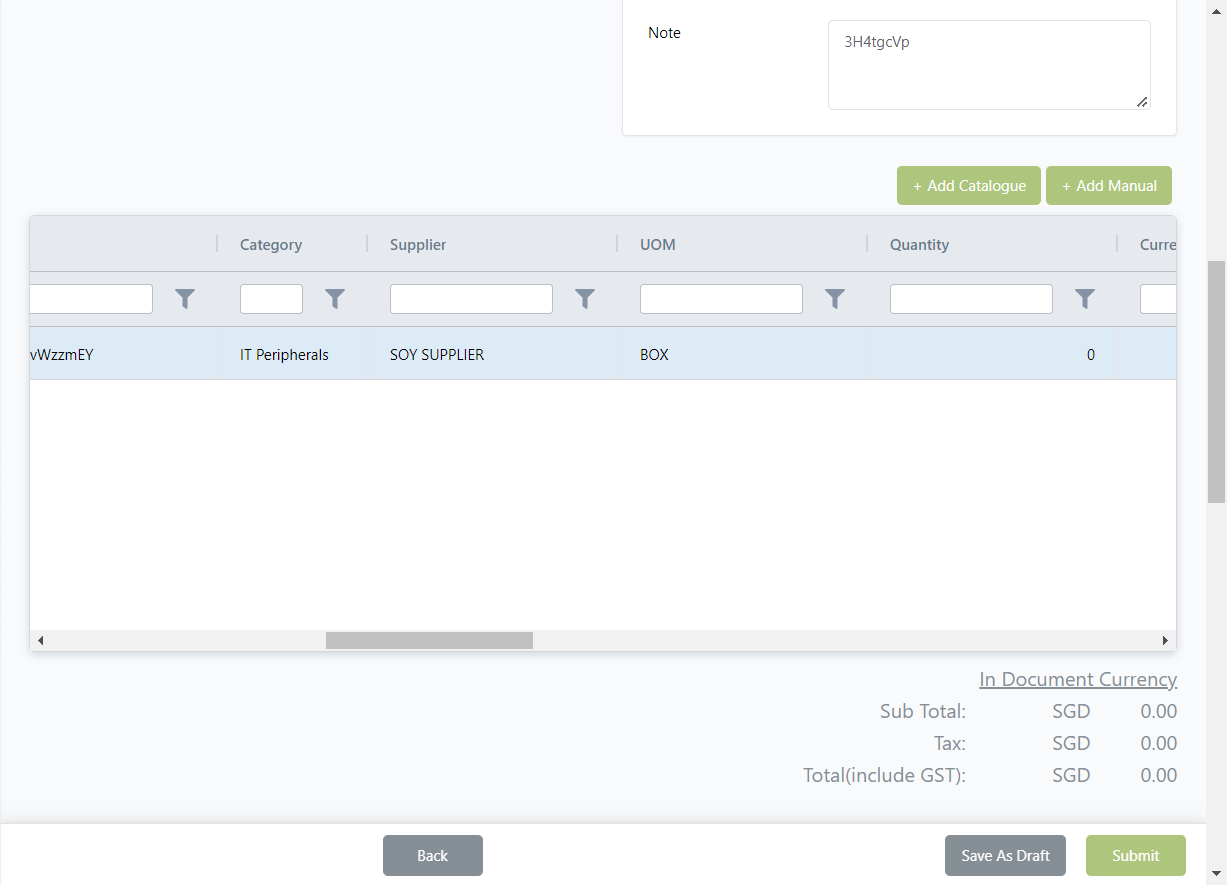 Note
3H4tgcVp
+ Add Catalogue + Add Manual
Category Supplier UOM Quantity Curre
vWzzmEY IT Peripherals SOY SUPPLIER BOX 0
In Document Currency
Sub Total: SGD 0.00
Tax: SGD 0.00
Total(include GST): SGD 0.00
Back Save As Draft Submit